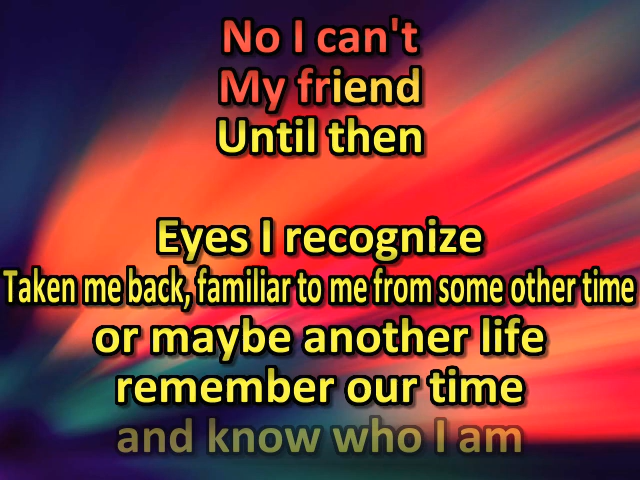 No I can't
My friend
Until then
Eyes I recognize
Taken me back, familiar to me from some other time
or maybe another life
remember our time
and know who I am